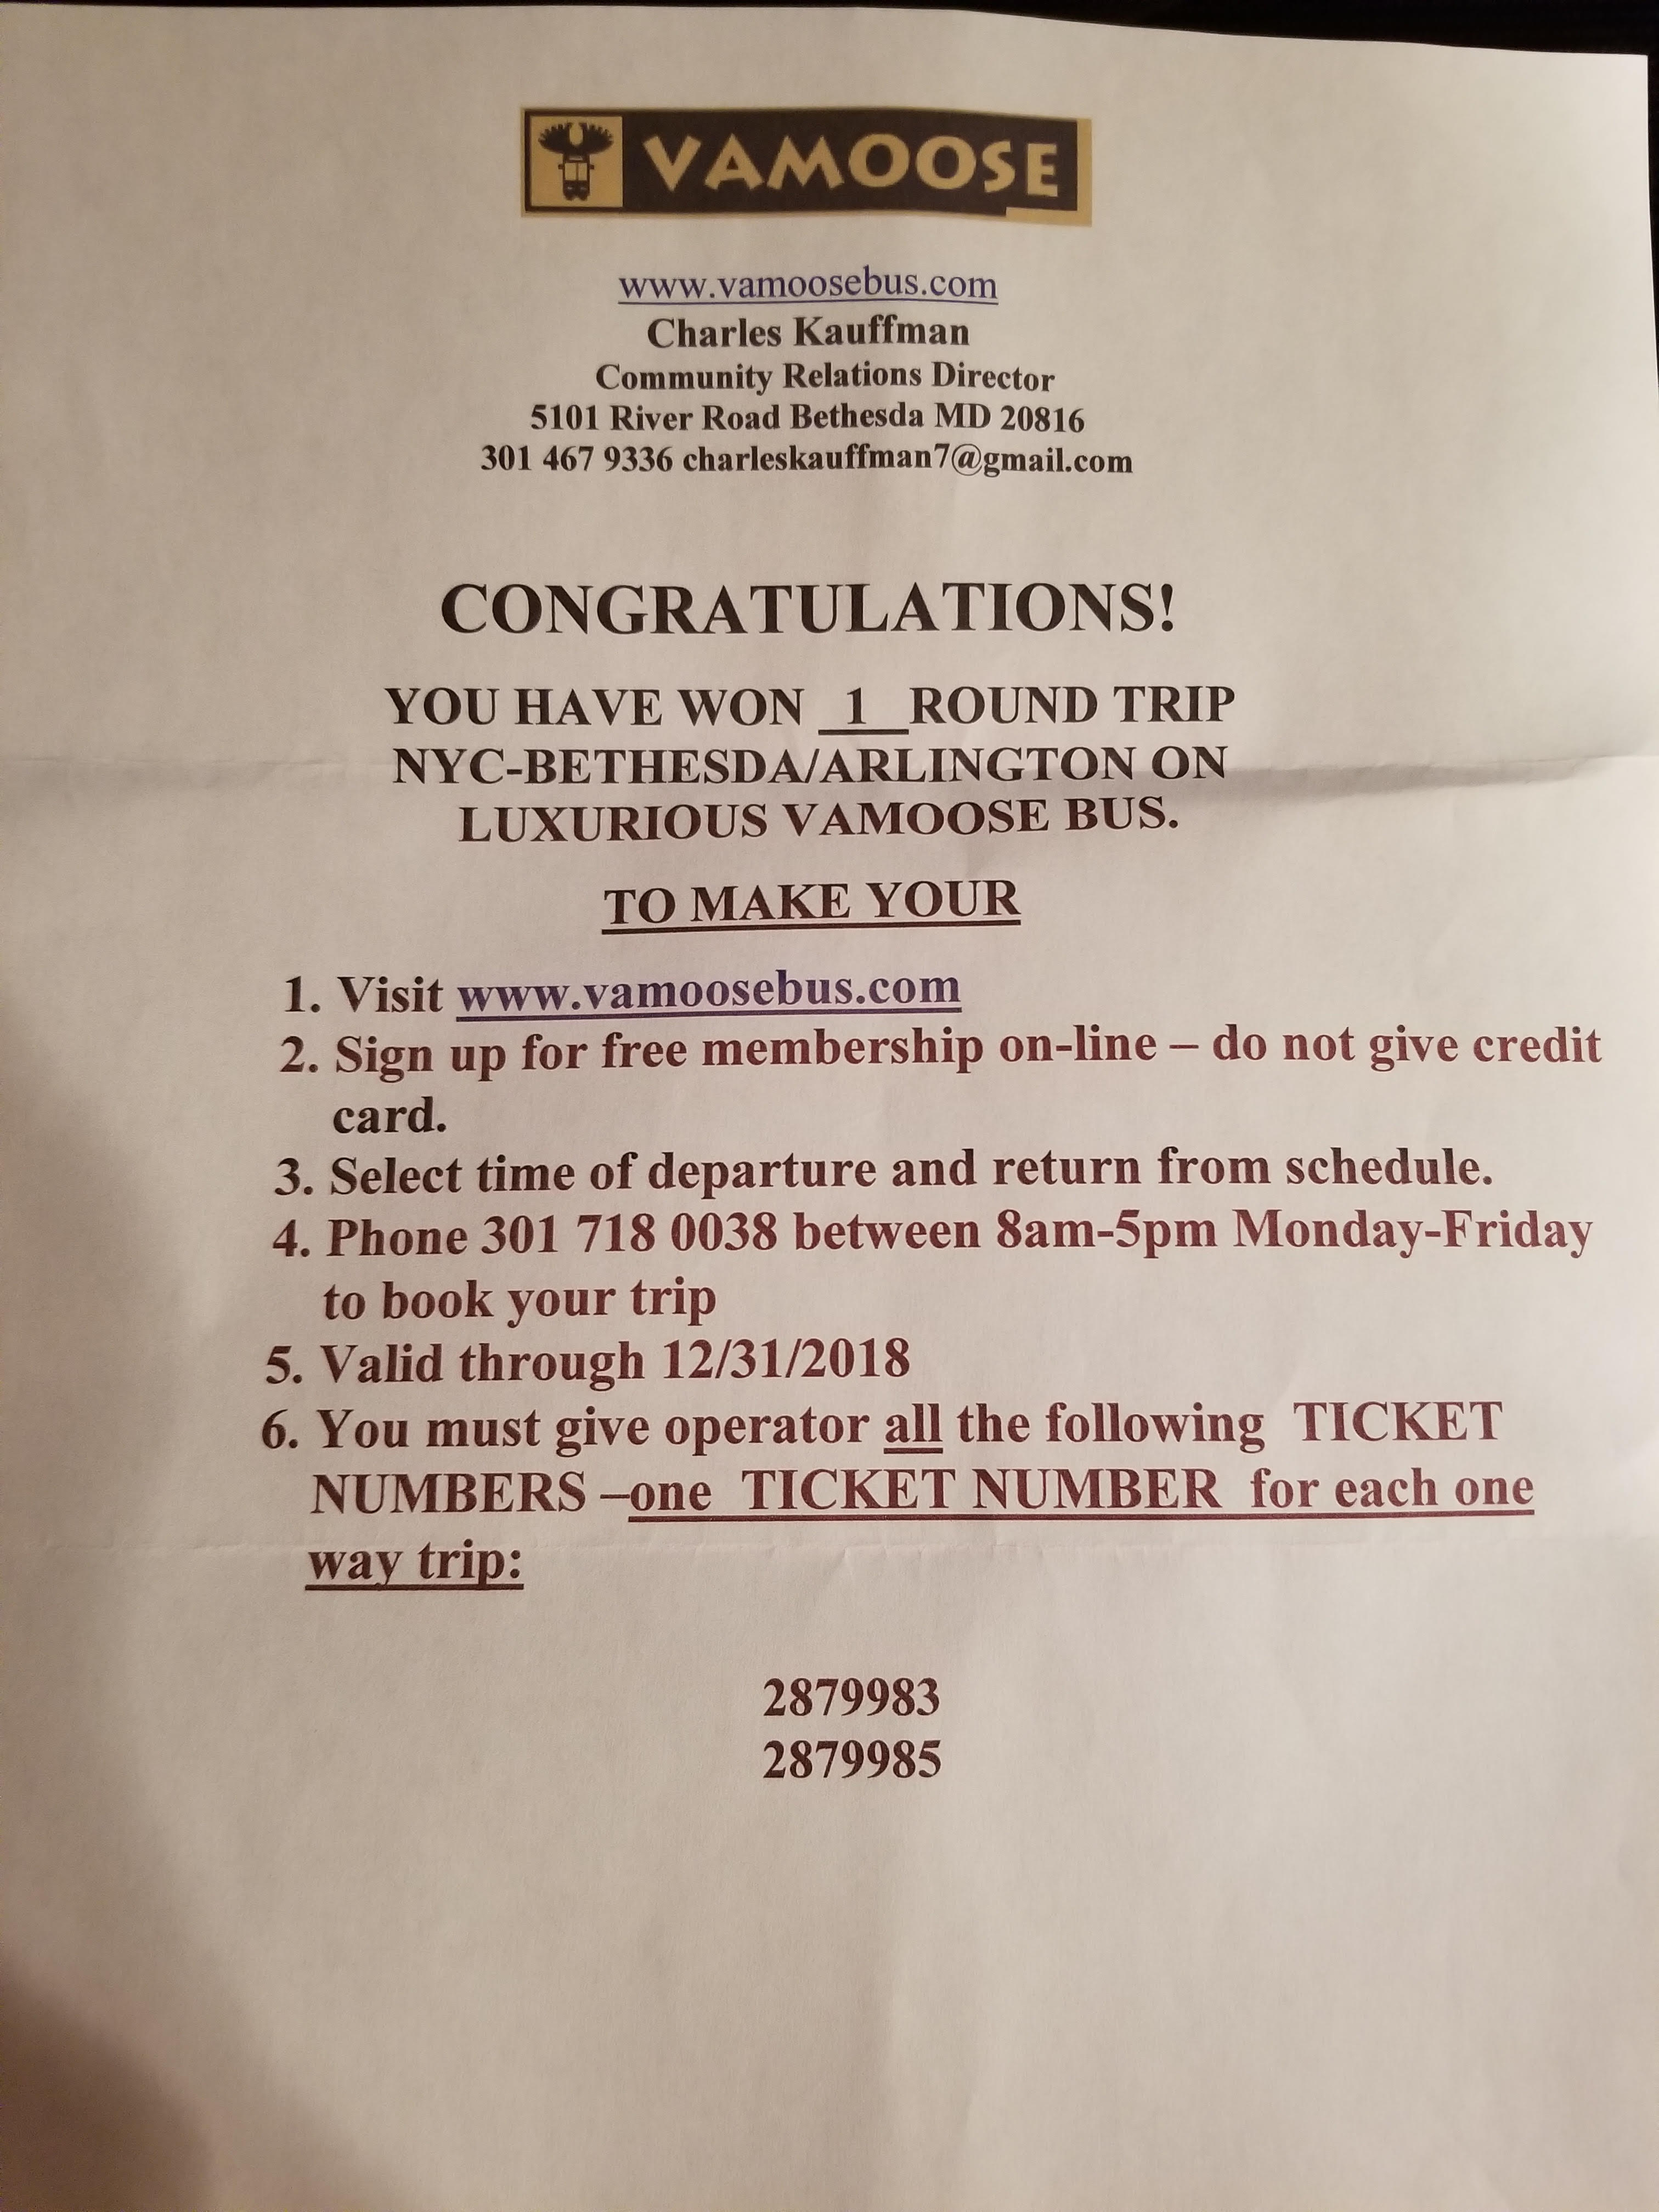 VAMOOSE
www.vamoosebus.com
Charles Kauffman
Community Relations Director
5101 River Road Bethesda MD 20816
301 467 9336 charleskauffman7@gmail.com
CONGRATULATIONS!
YOU HAVE WON 1 ROUND TRIP
NYC-BETHESDA/ARLINGTON ON
LUXURIOUS VAMOOSE BUS.
TO MAKE YOUR
1. Visit www.vamoosebus.com
2. Sign up for free membership on-line – do not give credit
card.
3. Select time of departure and return from schedule.
4. Phone 301 718 0038 between 8am-5pm Monday-Friday
to book your trip
5. Valid through 12/31/2018
6. You must give operator all the following TICKET
NUMBERS –one TICKET NUMBER for each one
way trip:
2879983
2879985